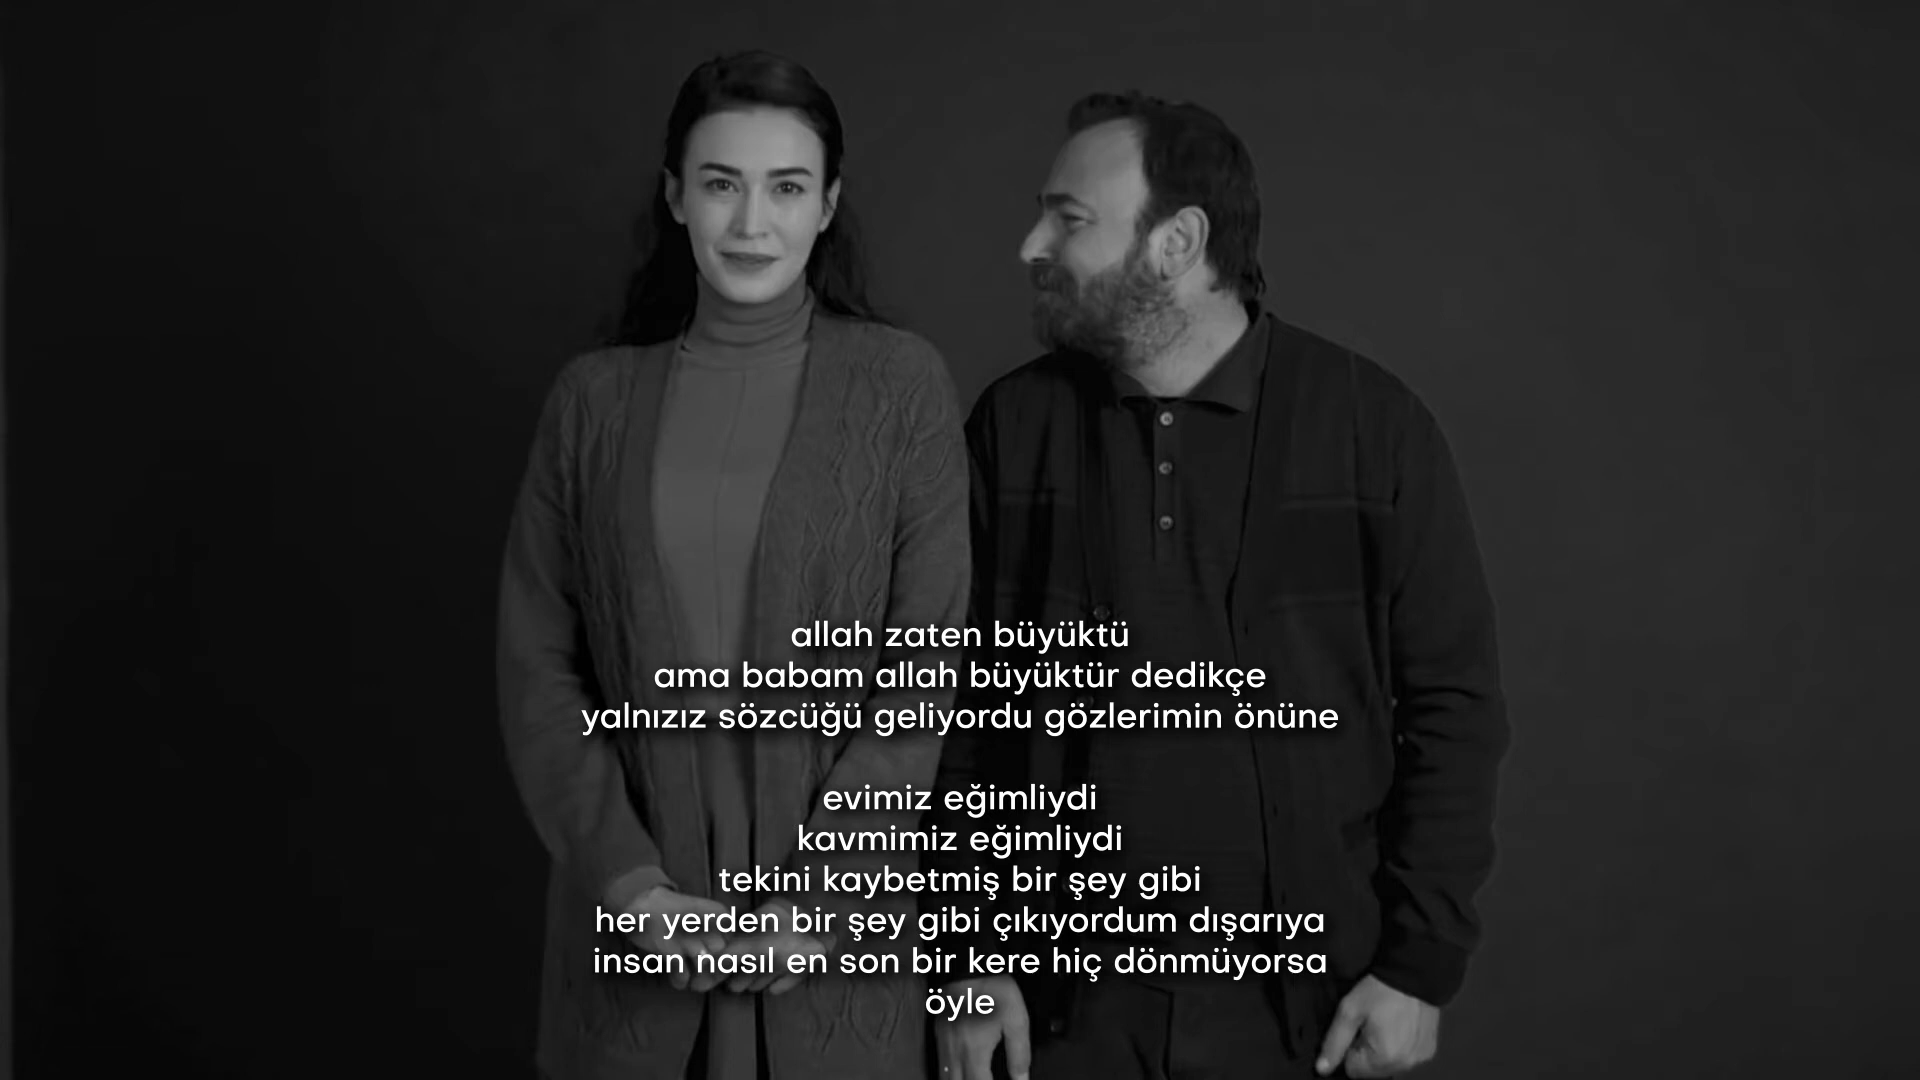 allah zaten büyüktü
ama babam allah büyüktür dedikçe
yalnızız sözcüğü geliyordu gözlerimin önüne
evimiz eğimliydi
kavmimiz eğimliydi
tekini kaybetmiş bir şey gibi
her yerden bir şey gibi çıkıyordum dışarıya
insan nasıl en son bir kere hiç dönmüyorsa
öyle